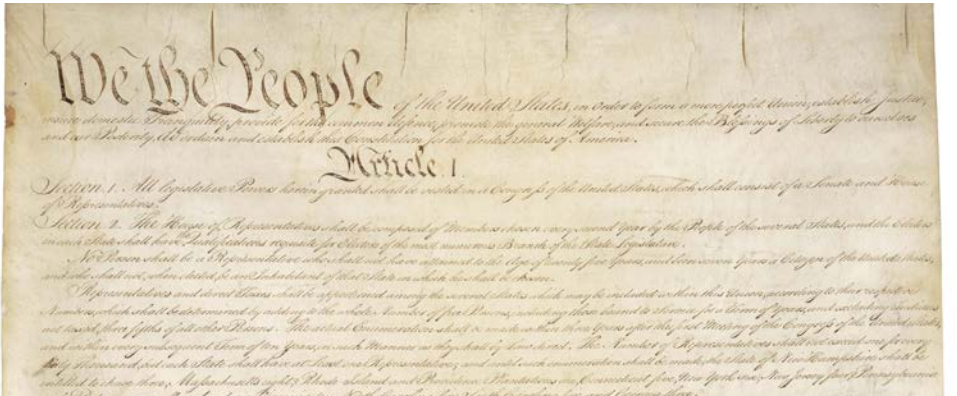 We the People of the United States, in Order to form a more perfect Union, establish Justice,
insure domestic Tranquility, provide for the common defence, promote the general Welfare, and secure the Blessings of Liberty to ourselves
and our Posterity, do ordain and establish this Constitution for the United States of America.
Article. I.
Section. 1. All legislative Powers herein granted shall be vested in a Congress of the United States, which shall consist of a Senate and House
of Representatives.
Section. 2. The House of Representatives shall be composed of Members chosen every second Year by the People of the several States, and the Electors
in each State shall have Qualifications requisite for Electors of the most numerous Branch of the State Legislature.
No Person shall be a Representative who shall not have attained to the Age of twenty five Years, and been seven Years a Citizen of the United States,
and who shall not, when elected, be an Inhabitant of that State in which he shall be chosen.
Representatives and direct Taxes shall be apportioned among the several States which may be included within this Union, according to their respective
Numbers, which shall be determined by adding to the whole Number of free Persons, including those bound to Service for a Term of Years, and excluding Indians
not taxed, three fifths of all other Persons. The actual Enumeration shall be made within three Years after the first Meeting of the Congress of the United States,
and within every subsequent Term of ten Years, in such Manner as they shall by Law direct. The Number of Representatives shall not exceed one for every
thirty Thousand, but each State shall have at Least one Representative; and until such enumeration shall be made, the State of New Hampshire shall be
entitled to chuse three, Massachusetts eight, Rhode Island and Providence Plantations one, Connecticut five, New York six, New Jersey four, Pennsylvania